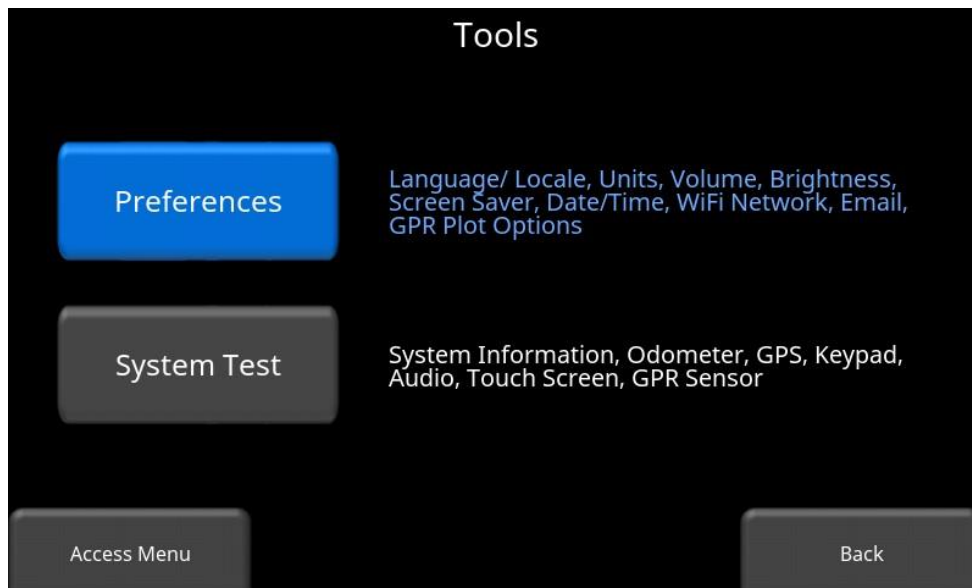 Tools
Preferences
Language/ Locale, Units, Volume, Brightness,
Screen Saver, Date/Time, WiFi Network, Email,
GPR Plot Options
System Test
System Information, Odometer, GPS, Keypad,
Audio, Touch Screen, GPR Sensor
Access Menu
Back